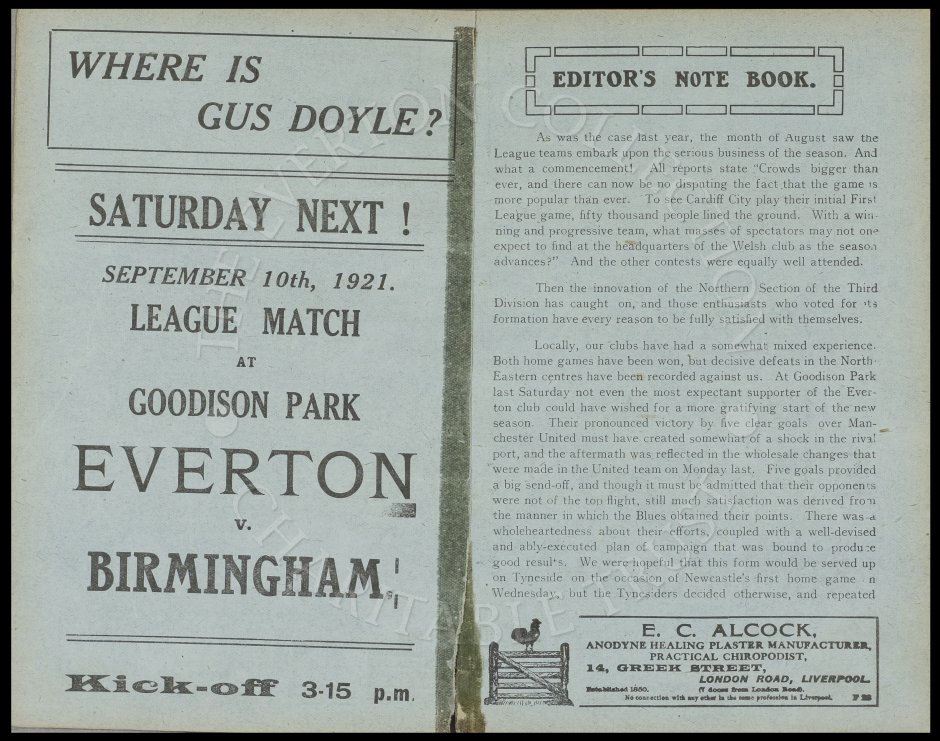 WHERE IS
GUS DOYLE?
SATURDAY NEXT !
SEPTEMBER 10th, 1921.
LEAGUE MATCH
AT
GOODISON PARK
EVERTON
v.
BIRMINGHAM
Kick-off 3-15 p.m.
EDITOR'S NOTE BOOK.
As was the case last year, the month of August saw the
League teams embark upon the serious business of the season. And
what a commencement! All reports state "Crowds bigger than
ever, and there can now be no disputing the fact that the game is
more popular than ever. To see Cardiff City play their initial First
League game, fifty thousand people lined the ground. With a win-
ning and progressive team, what masses of spectators may not one
expect to find at the headquarters of the Welsh club as the season
advances?" And the other contests were equally well attended.
Then the innovation of the Northern Section of the Third
Division has caught on, and those enthusiasts who voted for its
formation have every reason to be fully satisfied with themselves.
Locally, our clubs have had a somewhat mixed experience.
Both home games have been won, but decisive defeats in the North-
Eastern centres have been recorded against us. At Goodison Park
last Saturday not even the most expectant supporter of the Ever-
ton club could have wished for a more gratifying start of the new
season. Their pronounced victory by five clear goals over Man-
chester United must have created somewhat of a shock in the rival
port, and the aftermath was reflected in the wholesale changes that
were made in the United team on Monday last. Five goals provided
a big send-off, and though it must be admitted that their opponents
were not of the top flight, still much satisfaction was derived from
the manner in which the Blues obtained their points. There was a
wholeheartedness about their efforts, coupled with a well-devised
and ably-executed plan of campaign that was bound to produce
good results. We were hopeful that this form would be served up
on Tyneside on the occasion of Newcastle's first home game n
Wednesday, but the Tynesiders decided otherwise, and repeated
E. C. ALCOCK,
ANODYNE HEALING PLASTER MANUFACTURER,
PRACTICAL CHIROPODIST,
14, GREEK STREET,
LONDON ROAD, LIVERPOOL.
Established 1850. (7 doors from London Road).
No connection with any other in the same profession in Liverpool. F 28